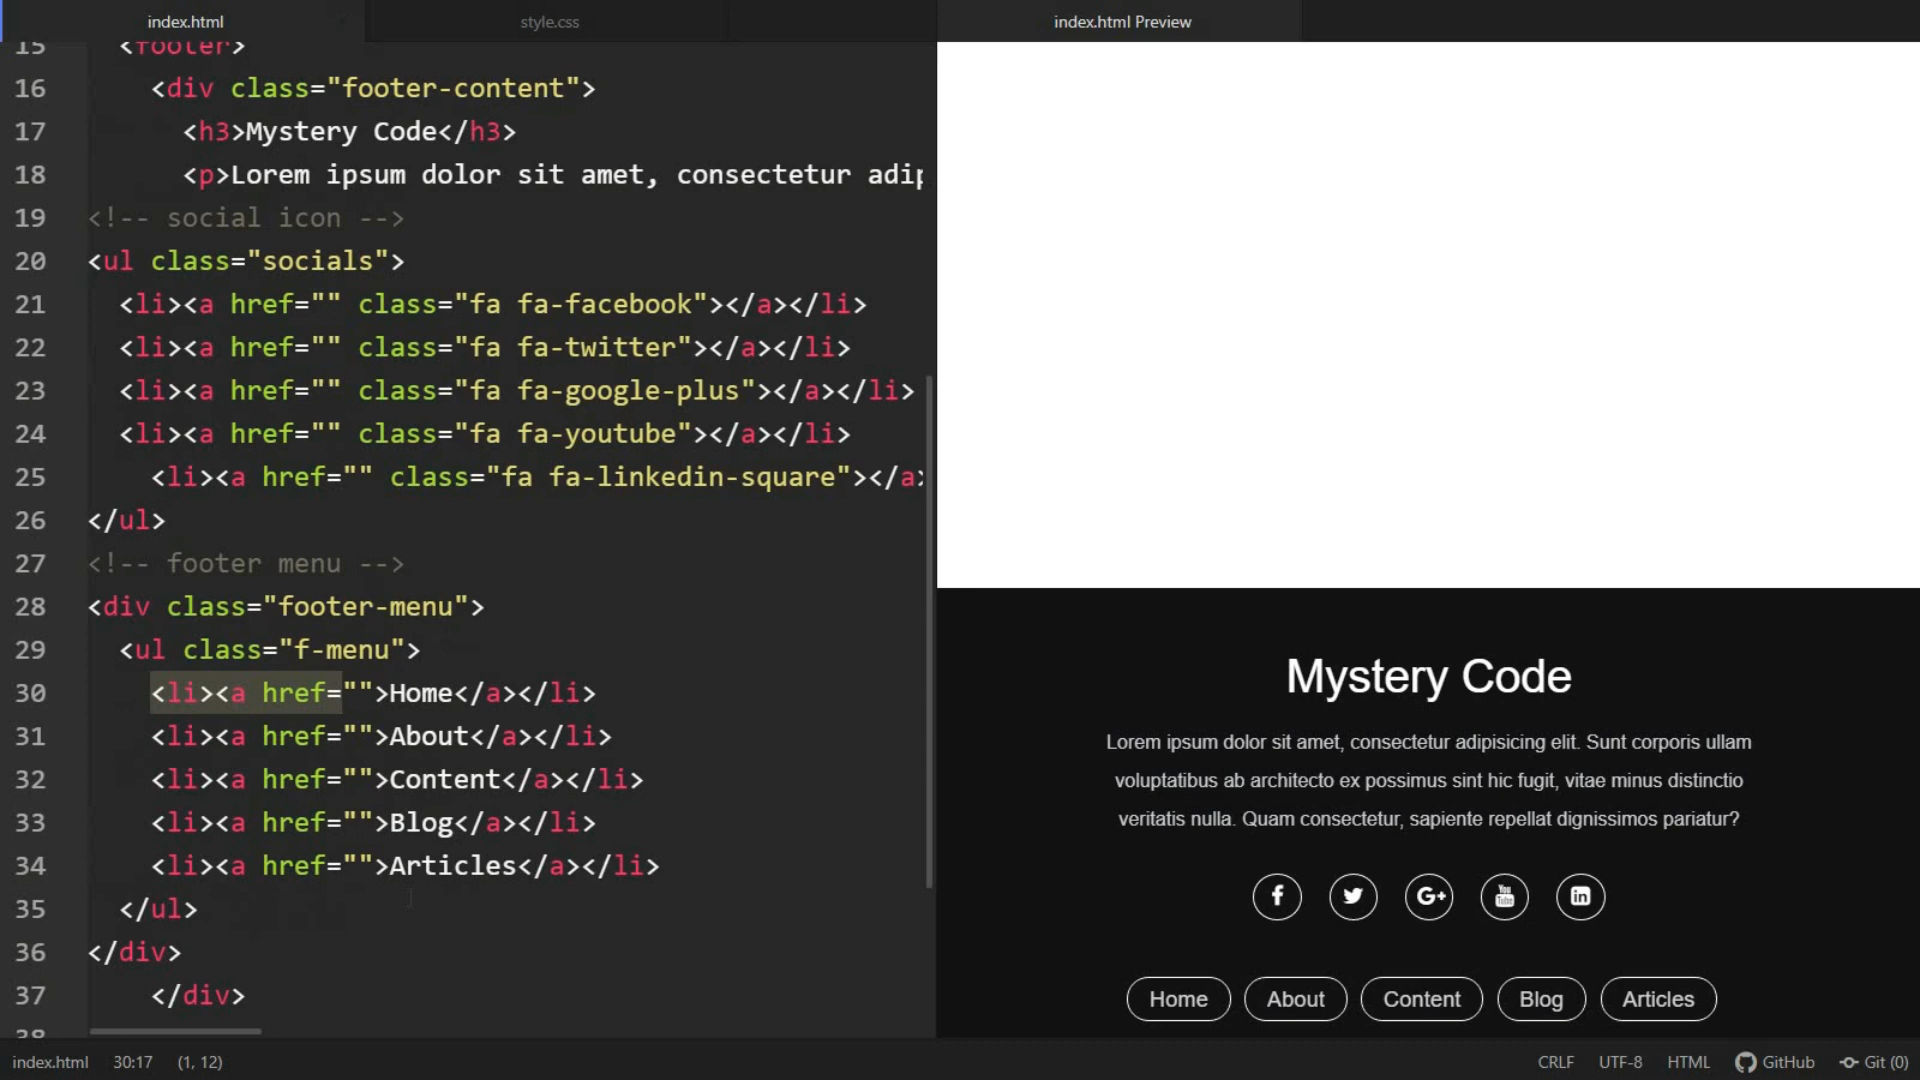 index.html
style.css
index.html Preview
15 <footer>
16 <div class="footer-content">
17 <h3>Mystery Code</h3>
18 <p>Lorem ipsum dolor sit amet, consectetur adip
19 <!-- social icon -->
20 <ul class="socials">
21 <li><a href="" class="fa fa-facebook"></a></li>
22 <li><a href="" class="fa fa-twitter"></a></li>
23 <li><a href="" class="fa fa-google-plus"></a></li>
24 <li><a href="" class="fa fa-youtube"></a></li>
25 <li><a href="" class="fa fa-linkedin-square"></a>
26 </ul>
27 <!-- footer menu -->
28 <div class="footer-menu">
29 <ul class="f-menu">
30 <li><a href="">Home</a></li>
31 <li><a href="">About</a></li>
32 <li><a href="">Content</a></li>
33 <li><a href="">Blog</a></li>
34 <li><a href="">Articles</a></li>
35 </ul>
36 </div>
37 </div>
38
Mystery Code
Lorem ipsum dolor sit amet, consectetur adipisicing elit. Sunt corporis ullam
voluptatibus ab architecto ex possimus sint hic fugit, vitae minus distinctio
veritatis nulla. Quam consectetur, sapiente repellat dignissimos pariatur?
f G+ You Tube in
Home About Content Blog Articles
index.html 30:17 (1, 12)
CRLF UTF-8 HTML GitHub Git (0)